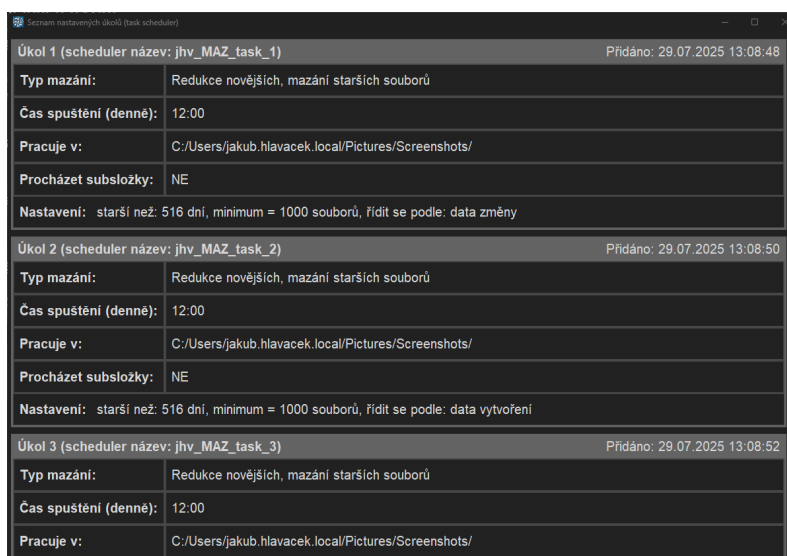 Seznam nastavených úkolů (task scheduler)
Úkol 1 (scheduler název: jhv_MAZ_task_1) Přidáno: 29.07.2025 13:08:48
Typ mazání: Redukce novějších, mazání starších souborů
Čas spuštění (denně): 12:00
Pracuje v: C:/Users/jakub.hlavacek.local/Pictures/Screenshots/
Procházet subsložky: NE
Nastavení: starší než: 516 dní, minimum = 1000 souborů, řídit se podle: data změny
Úkol 2 (scheduler název: jhv_MAZ_task_2) Přidáno: 29.07.2025 13:08:50
Typ mazání: Redukce novějších, mazání starších souborů
Čas spuštění (denně): 12:00
Pracuje v: C:/Users/jakub.hlavacek.local/Pictures/Screenshots/
Procházet subsložky: NE
Nastavení: starší než: 516 dní, minimum = 1000 souborů, řídit se podle: data vytvoření
Úkol 3 (scheduler název: jhv_MAZ_task_3) Přidáno: 29.07.2025 13:08:52
Typ mazání: Redukce novějších, mazání starších souborů
Čas spuštění (denně): 12:00
Pracuje v: C:/Users/jakub.hlavacek.local/Pictures/Screenshots/